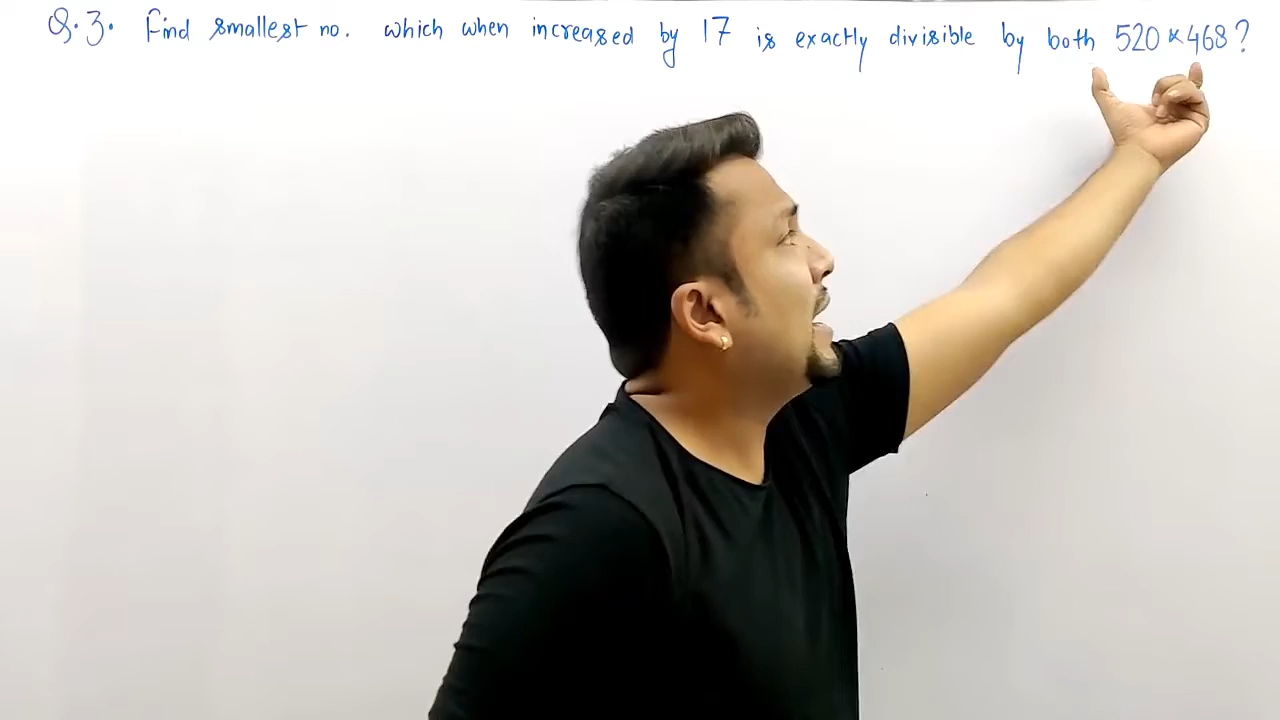 Q.3. Find smallest no. which when increased by 17 is exactly divisible by both 520 & 468?